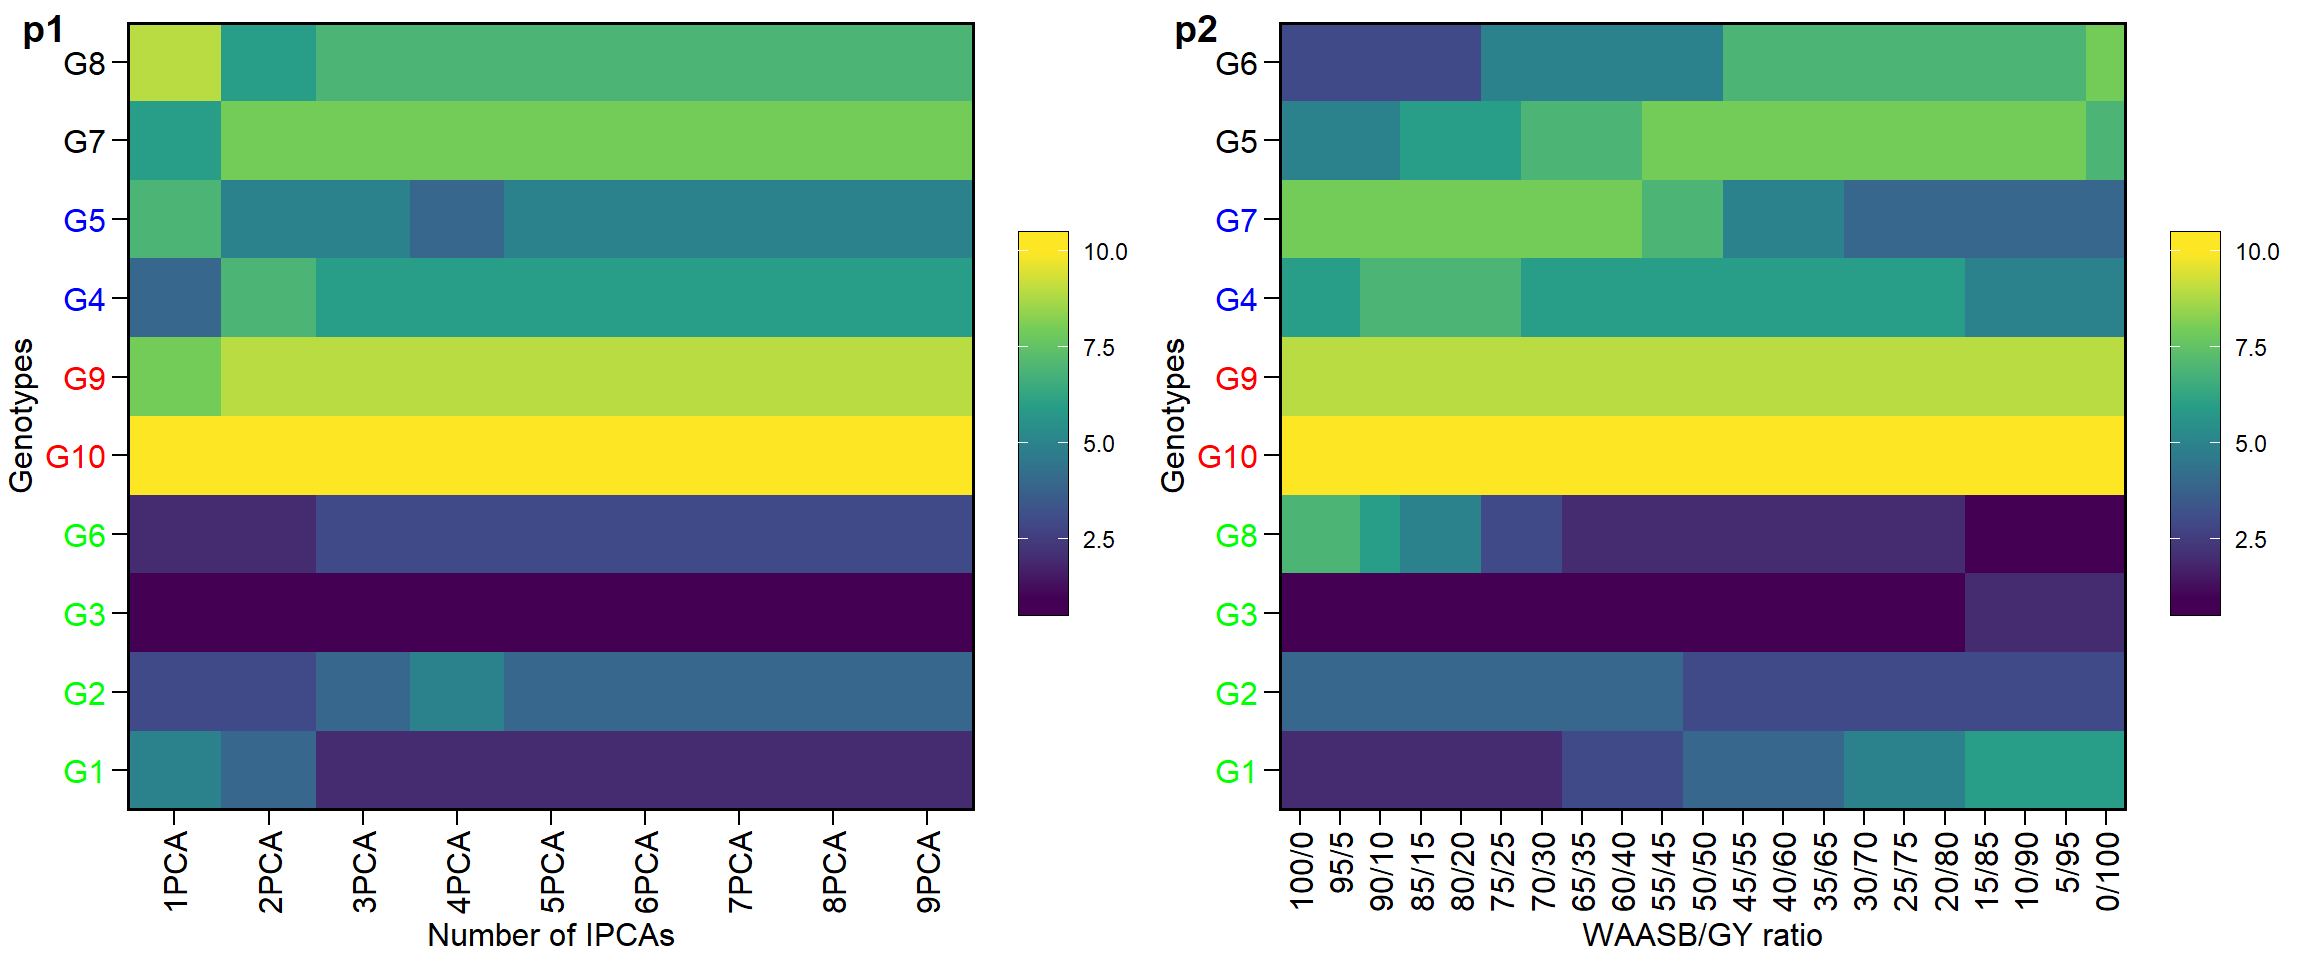 p1
G8
G7
G5
G4
G9
G10
G6
G3
G2
G1
Genotypes
1PCA
2PCA
3PCA
4PCA
5PCA
6PCA
7PCA
8PCA
9PCA
Number of IPCAs
10.0
7.5
5.0
2.5
p2
G6
G5
G7
G4
G9
G10
G8
G3
G2
G1
Genotypes
100/0
95/5
90/10
85/15
80/20
75/25
70/30
65/35
60/40
55/45
50/50
45/55
40/60
35/65
30/70
25/75
20/80
15/85
10/90
5/95
0/100
WAASB/GY ratio
10.0
7.5
5.0
2.5